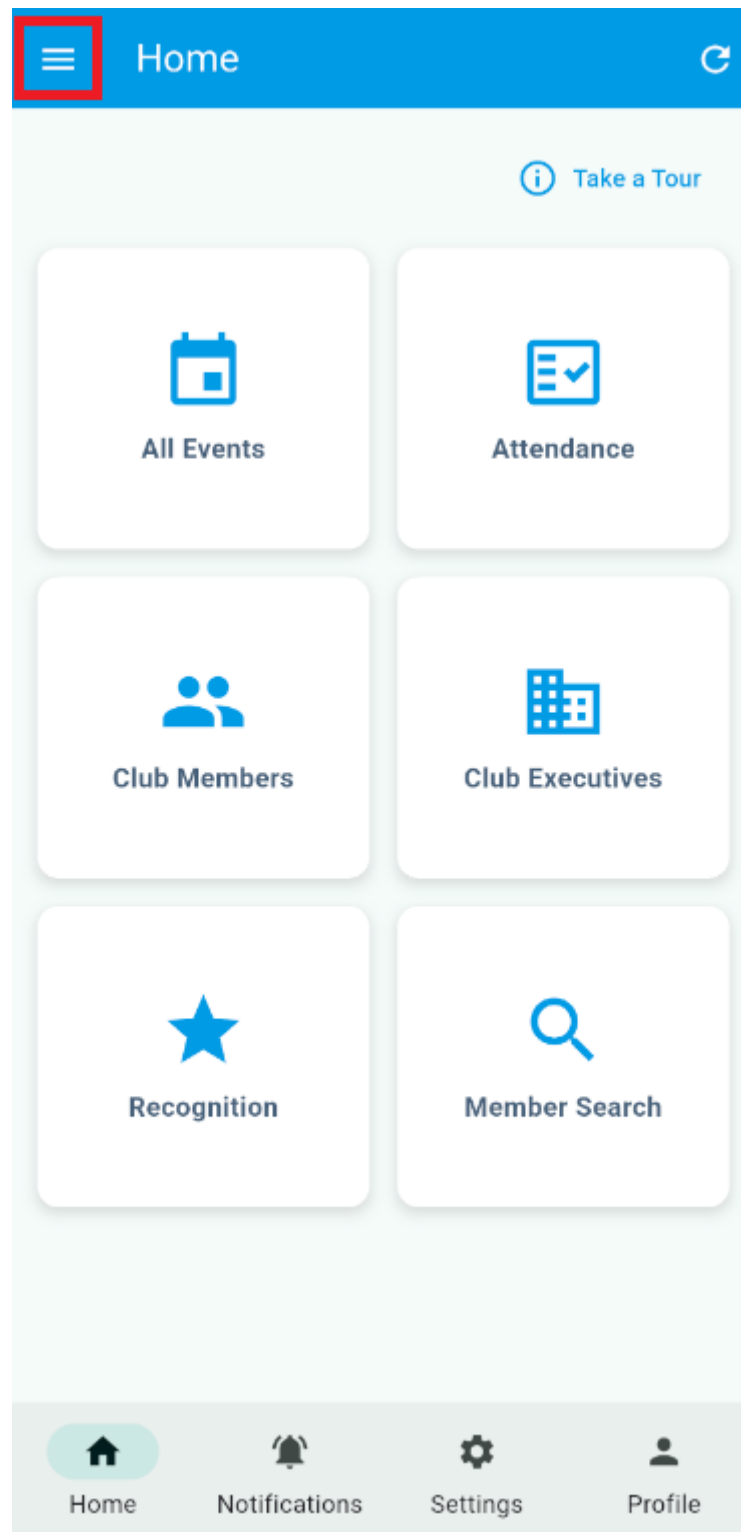 Home
Take a Tour
All Events
Attendance
Club Members
Club Executives
Recognition
Member Search
Home
Notifications
Settings
Profile